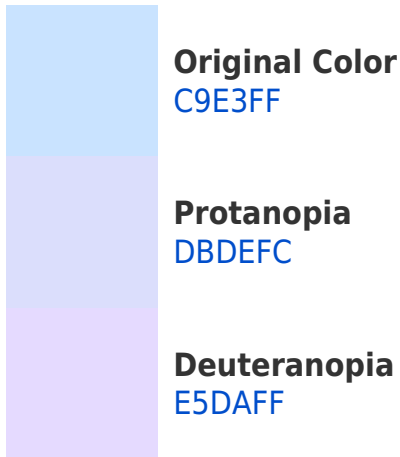 Original Color
C9E3FF
Protanopia
DBDEFC
Deuteranopia
E5DAFF